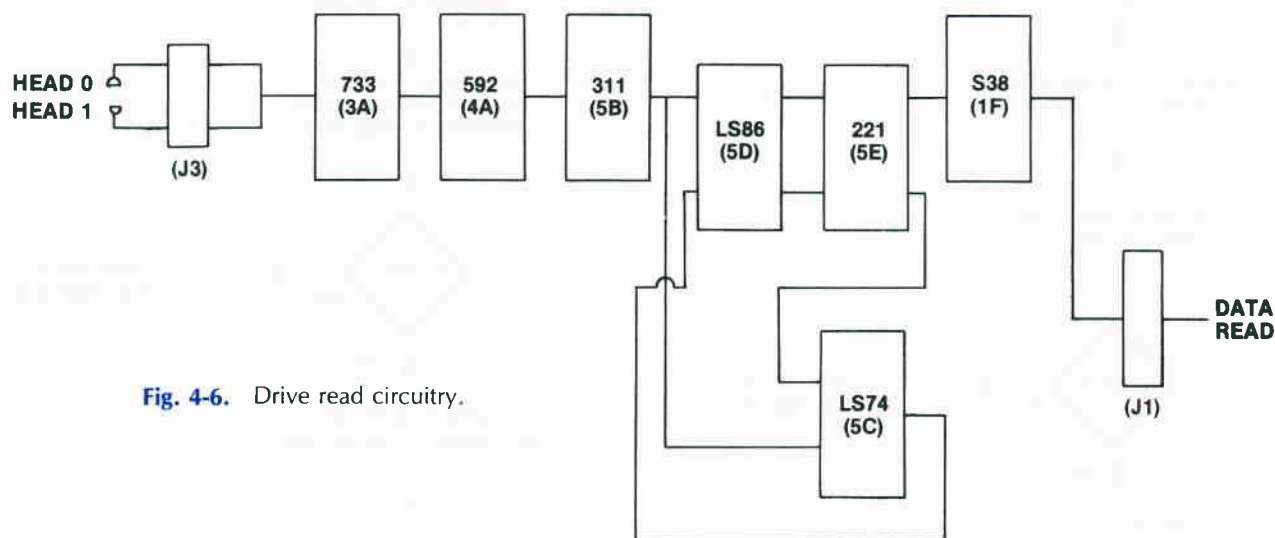 HEAD 0
HEAD 1
(J3)
733
(3A)
592
(4A)
311
(5B)
LS86
(5D)
221
(5E)
S38
(1F)
LS74
(5C)
(J1)
DATA
READ
Fig. 4-6. Drive read circuitry.